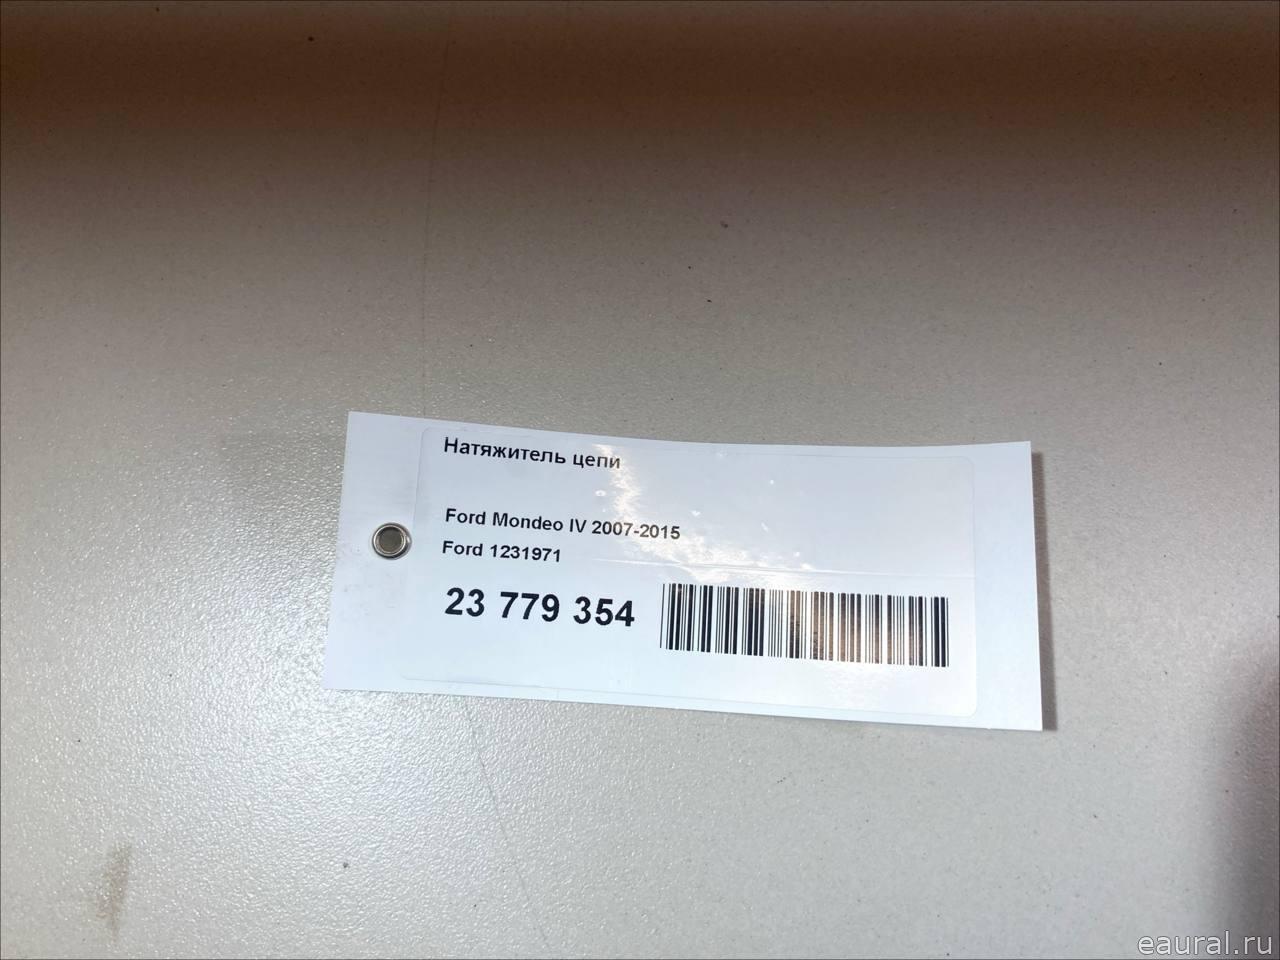 Натяжитель цепи
Ford Mondeo IV 2007-2015
Ford 1231971
23 779 354
eaural.ru